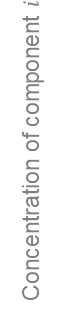 Concentration of component i